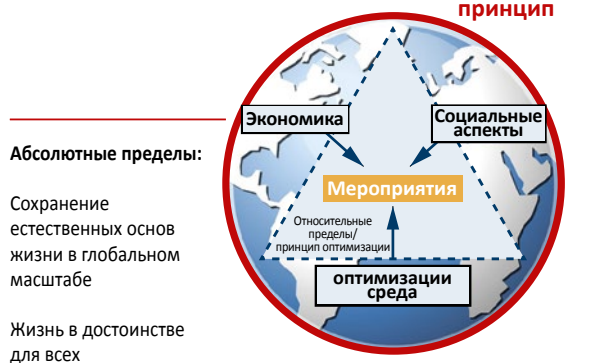 принцип
Экономика
Социальные
аспекты
Абсолютные пределы:
Мероприятия
Сохранение
естественных основ
жизни в глобальном
масштабе
Относительные
пределы/
принцип оптимизации
оптимизации
среда
Жизнь в достоинстве
для всех